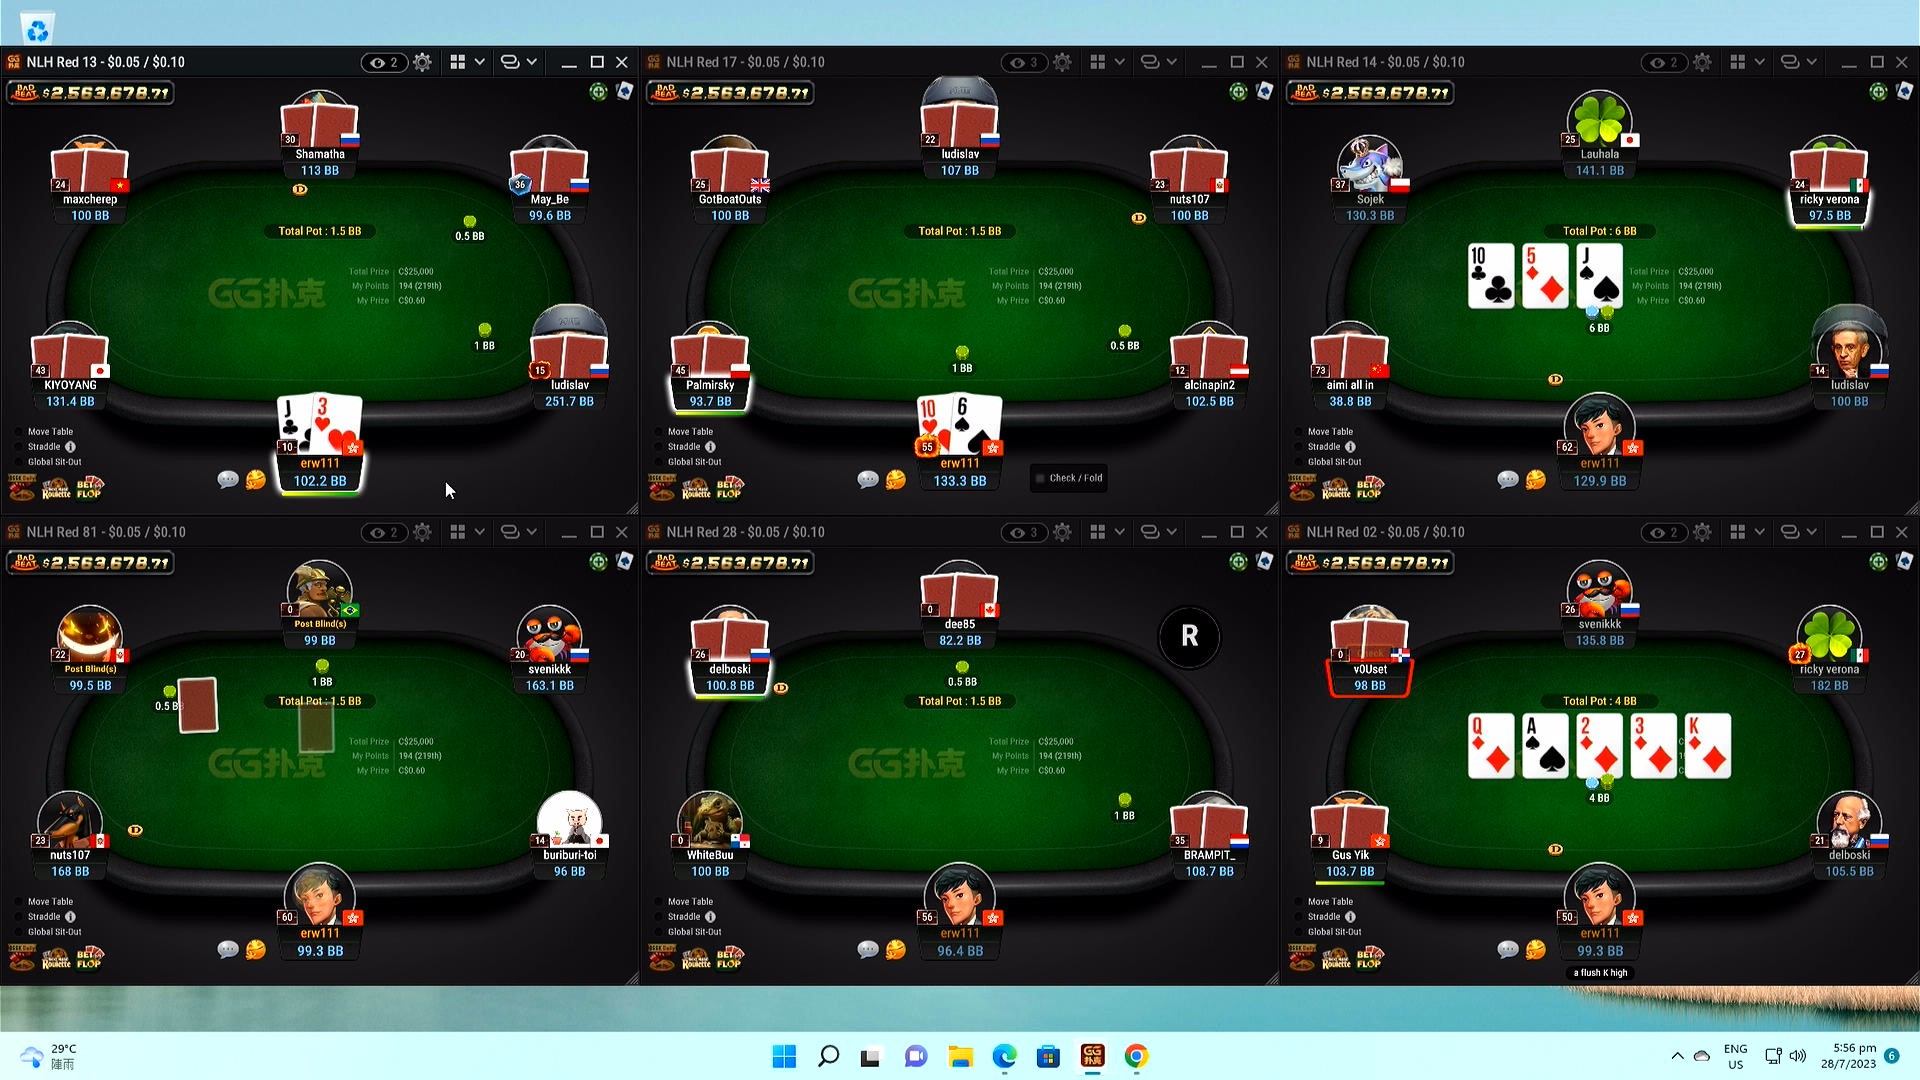 NLH Red 13 - $0.05 / $0.10
2
BAD BEAT $2,563,678.71
30
Shamatha
113 BB
24
maxcherep
100 BB
36
May_Be
99.6 BB
D
0.5 BB
Total Pot : 1.5 BB
GG扑克
Total Prize C$25,000
My Points 194 (219th)
My Prize C$0.60
1 BB
43
KIYOYANG
131.4 BB
15
ludislav
251.7 BB
J 3
10
erw111
102.2 BB
Move Table
Straddle
Global Sit-Out
Roulette
BET FLOP
NLH Red 17 - $0.05 / $0.10
3
BAD BEAT $2,563,678.71
22
ludislav
107 BB
25
GotBoatOuts
100 BB
23
nuts107
100 BB
D
Total Pot : 1.5 BB
GG扑克
Total Prize C$25,000
My Points 194 (219th)
My Prize C$0.60
0.5 BB
1 BB
45
Palmirsky
93.7 BB
12
alcinapin2
102.5 BB
10 6
55
erw111
133.3 BB
Check / Fold
Move Table
Straddle
Global Sit-Out
Roulette
BET FLOP
NLH Red 14 - $0.05 / $0.10
2
BAD BEAT $2,563,678.71
25
Lauhala
141.1 BB
37
Sojek
130.3 BB
24
ricky verona
97.5 BB
Total Pot : 6 BB
10 5 J
Total Prize C$25,000
My Points 194 (219th)
My Prize C$0.60
6 BB
73
aimi all in
38.8 BB
D
14
ludislav
100 BB
62
erw111
129.9 BB
Move Table
Straddle
Global Sit-Out
Roulette
BET FLOP
NLH Red 81 - $0.05 / $0.10
2
BAD BEAT $2,563,678.71
0
Post Blind(s)
99 BB
22
Post Blind(s)
99.5 BB
20
svenikkk
163.1 BB
1 BB
0.5 B
Total Pot : 1.5 BB
GG扑克
Total Prize C$25,000
My Points 194 (219th)
My Prize C$0.60
23
nuts107
168 BB
D
14
buriburi-toi
96 BB
60
erw111
99.3 BB
Move Table
Straddle
Global Sit-Out
Roulette
BET FLOP
NLH Red 28 - $0.05 / $0.10
3
BAD BEAT $2,563,678.71
0
dee85
82.2 BB
R
26
delboski
100.8 BB
D
0.5 BB
Total Pot : 1.5 BB
GG扑克
Total Prize C$25,000
My Points 194 (219th)
My Prize C$0.60
1 BB
0
WhiteBuu
100 BB
35
BRAMPIT_
108.7 BB
56
erw111
96.4 BB
Move Table
Straddle
Global Sit-Out
Roulette
BET FLOP
NLH Red 02 - $0.05 / $0.10
2
BAD BEAT $2,563,678.71
26
svenikkk
135.8 BB
0
Check
v0Uset
98 BB
27
ricky verona
182 BB
Total Pot : 4 BB
Q A 2 3 K
4 BB
9
Gus Yik
103.7 BB
D
21
delboski
105.5 BB
50
erw111
99.3 BB
a flush K high
Move Table
Straddle
Global Sit-Out
Roulette
BET FLOP
29°C
陣雨
GG扑克
ENG
US
5:56 pm
28/7/2023
6